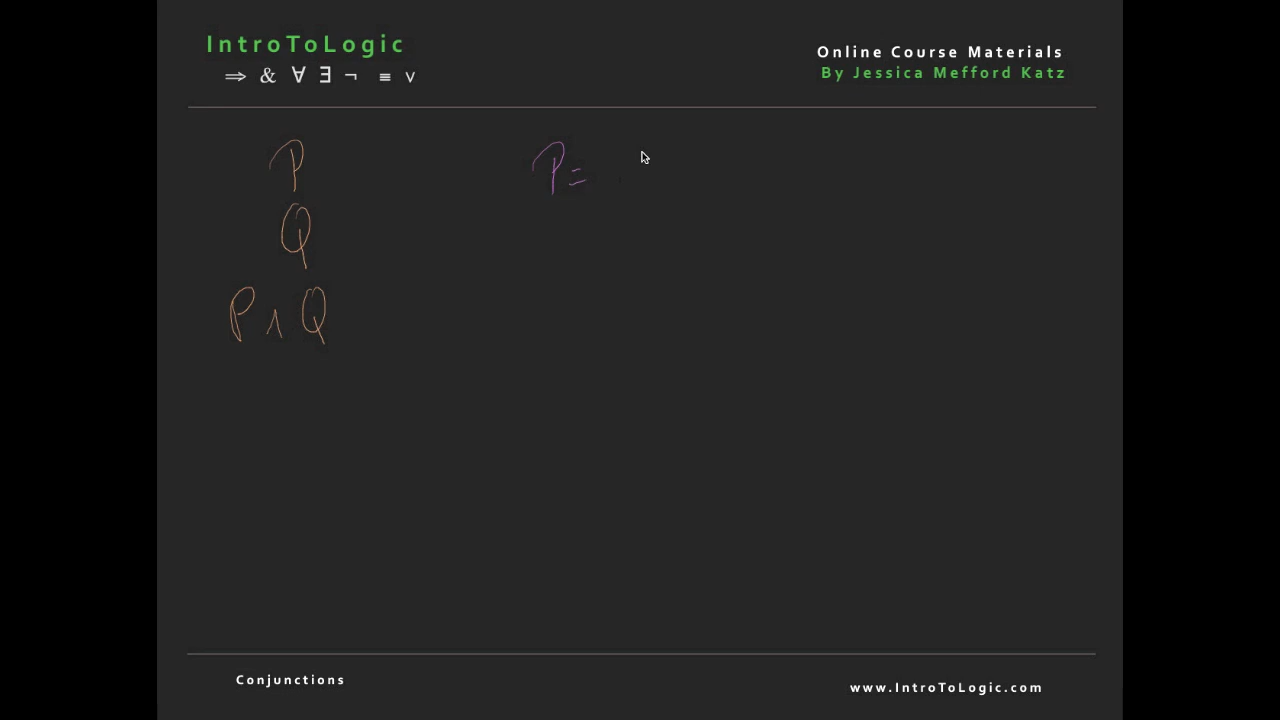 IntroToLogic
⇒ & ∀ ∃ ¬ ≡ ∨
Online Course Materials
By Jessica Mefford Katz
P
Q
P ∧ Q
P =
Conjunctions
www.IntroToLogic.com